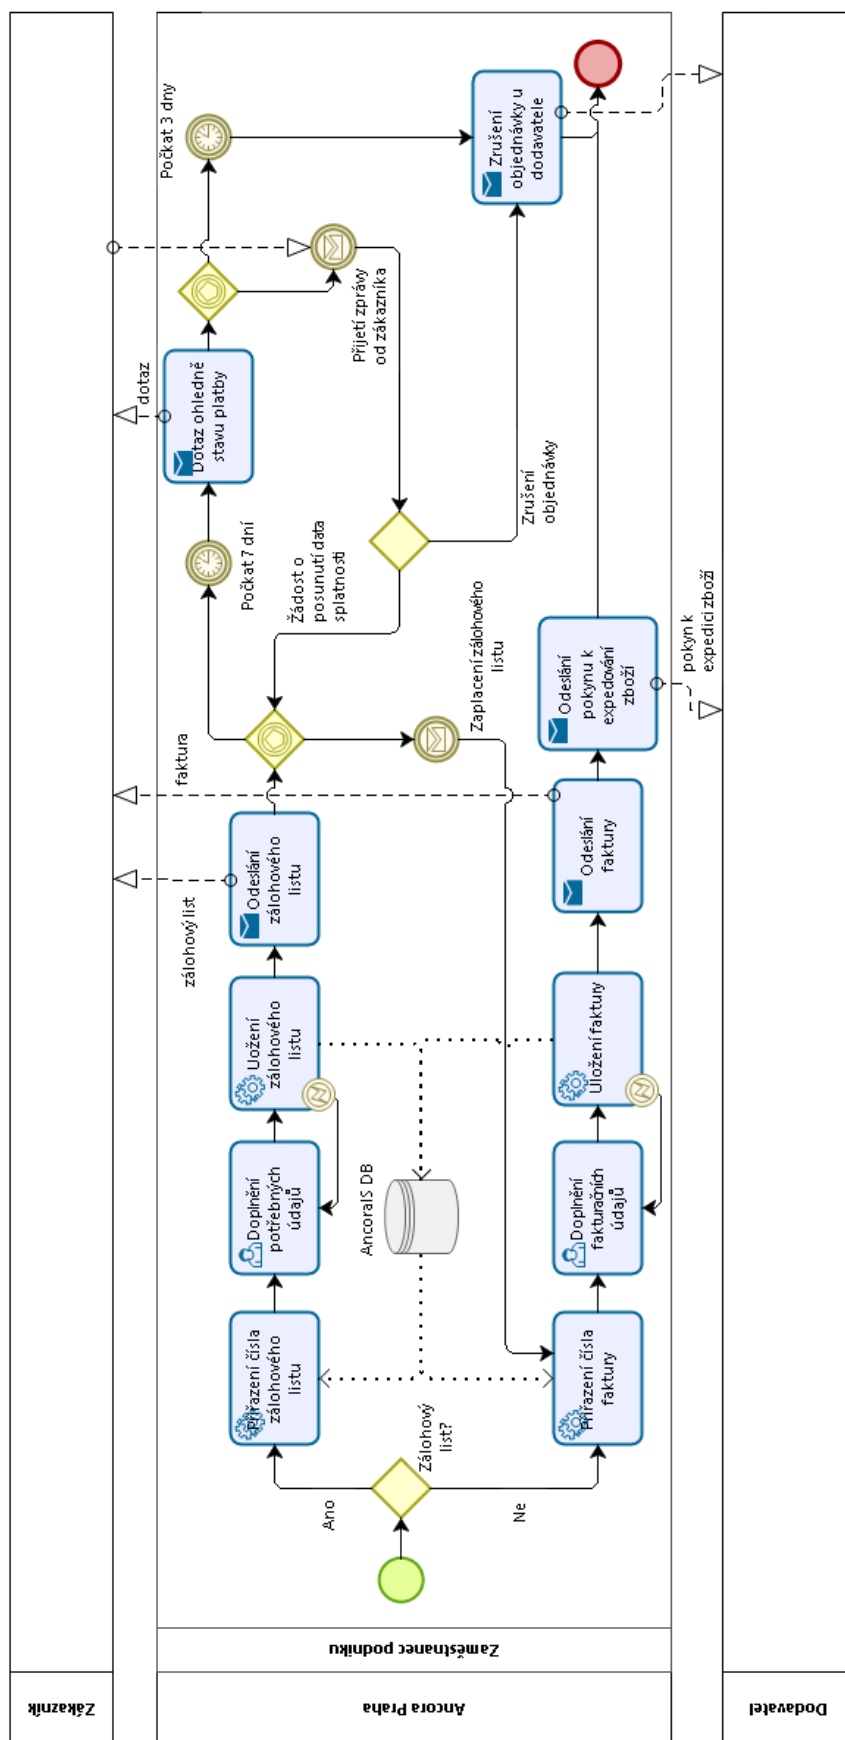 Zákazník
Ancora Praha
Zaměstnanec podniku
Dodavatel
Zálohový
list?
Ano
Ne
Přiřazení čísla
zálohového
listu
Doplnění
potřebných
údajů
Uožení
zálohového
listu
Odeslání
zálohového
listu
zálohový list
faktura
Počkat 7 dní
Dotaz ohledně
stavu platby
dotaz
Počkat 3 dny
Přijetí zprávy
od zákazníka
Žádost o
posunutí data
splatnosti
Zrušení
objednávky
Zrušení
objednávky u
dodavatele
Zaplacení zálohového
listu
AncoraIS DB
Přiřazení čísla
faktury
Doplnění
fakturačních
údajů
Uložení faktury
Odeslání
faktury
Odeslání
pokynu k
expedování
zboží
pokyn k
expedici zboží